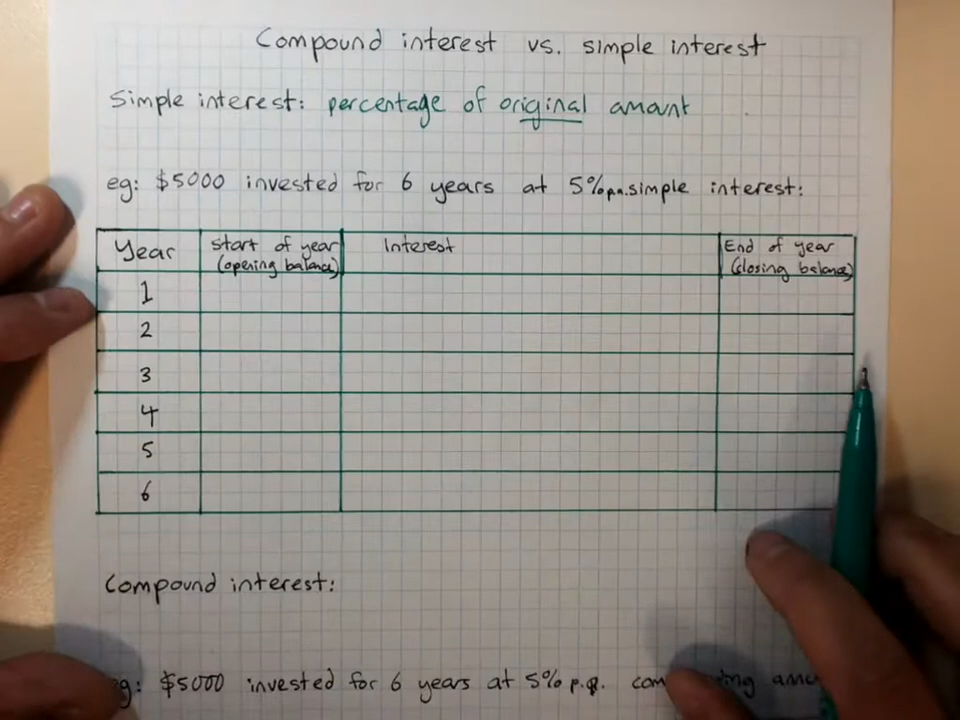 Compound interest vs. simple interest
Simple interest: percentage of original amount
eg: $5000 invested for 6 years at 5%p.a.simple interest:
Year Start of year (opening balance) Interest End of year (closing balance)
1
2
3
4
5
6
Compound interest:
eg: $5000 invested for 6 years at 5% p.a.